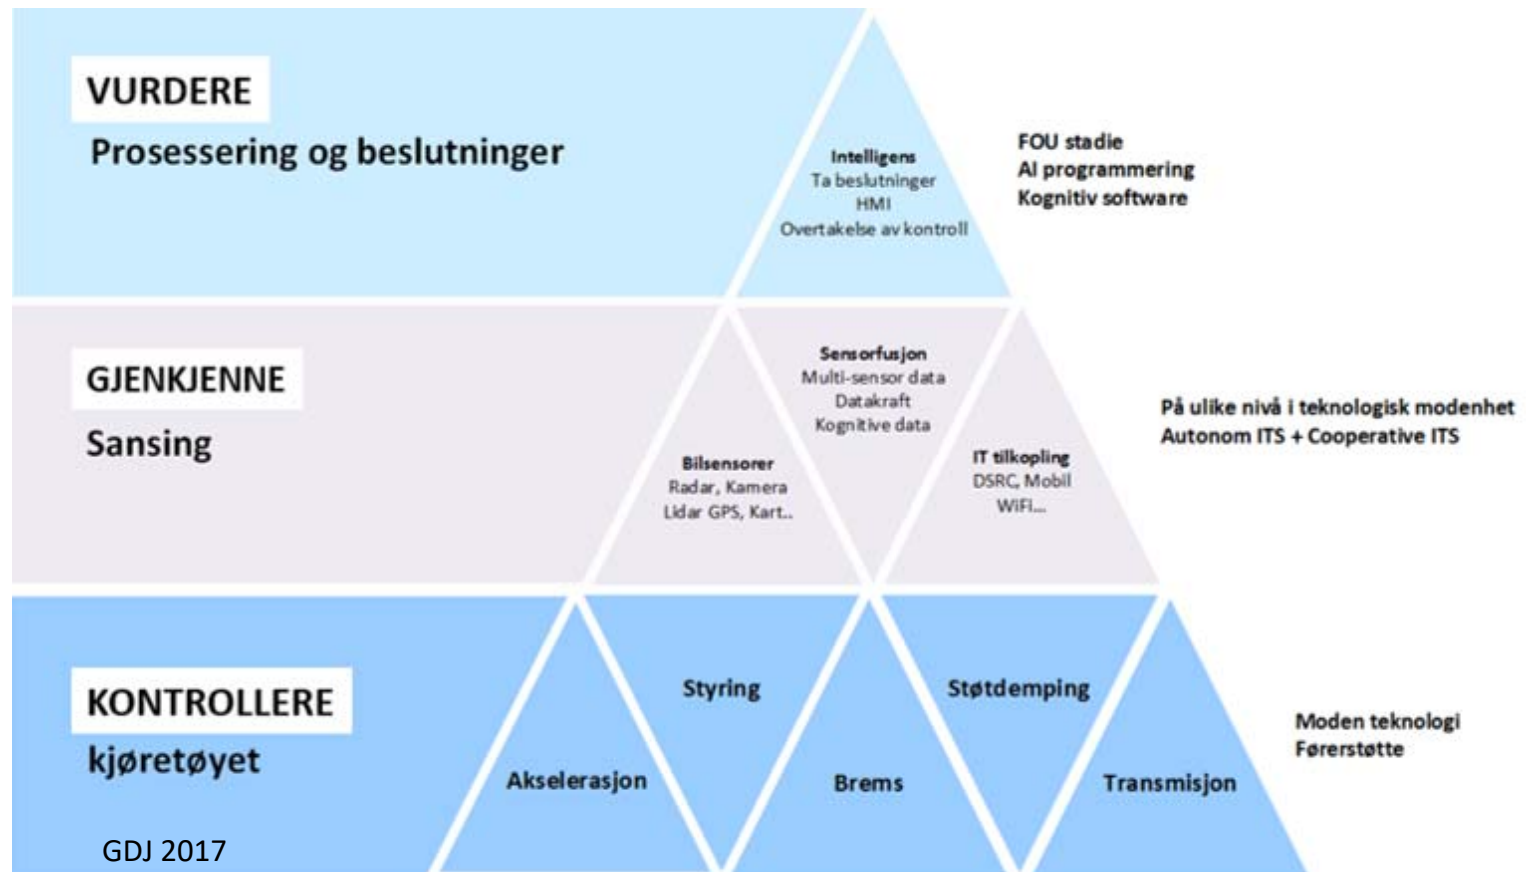 VURDERE
Prosessering og beslutninger
Intelligens
Ta beslutninger
HMI
Overtakelse av kontroll
FOU stadie
AI programmering
Kognitiv software
GJENKJENNE
Sansing
Bilsensorer
Radar, Kamera
Lidar GPS, Kart..
Sensorfusjon
Multi-sensor data
Datakraft
Kognitive data
IT tilkopling
DSRC, Mobil
WiFi...
På ulike nivå i teknologisk modenhet
Autonom ITS + Cooperative ITS
KONTROLLERE
kjøretøyet
Akselerasjon
Styring
Brems
Støtdemping
Transmisjon
Moden teknologi
Førerstøtte
GDJ 2017